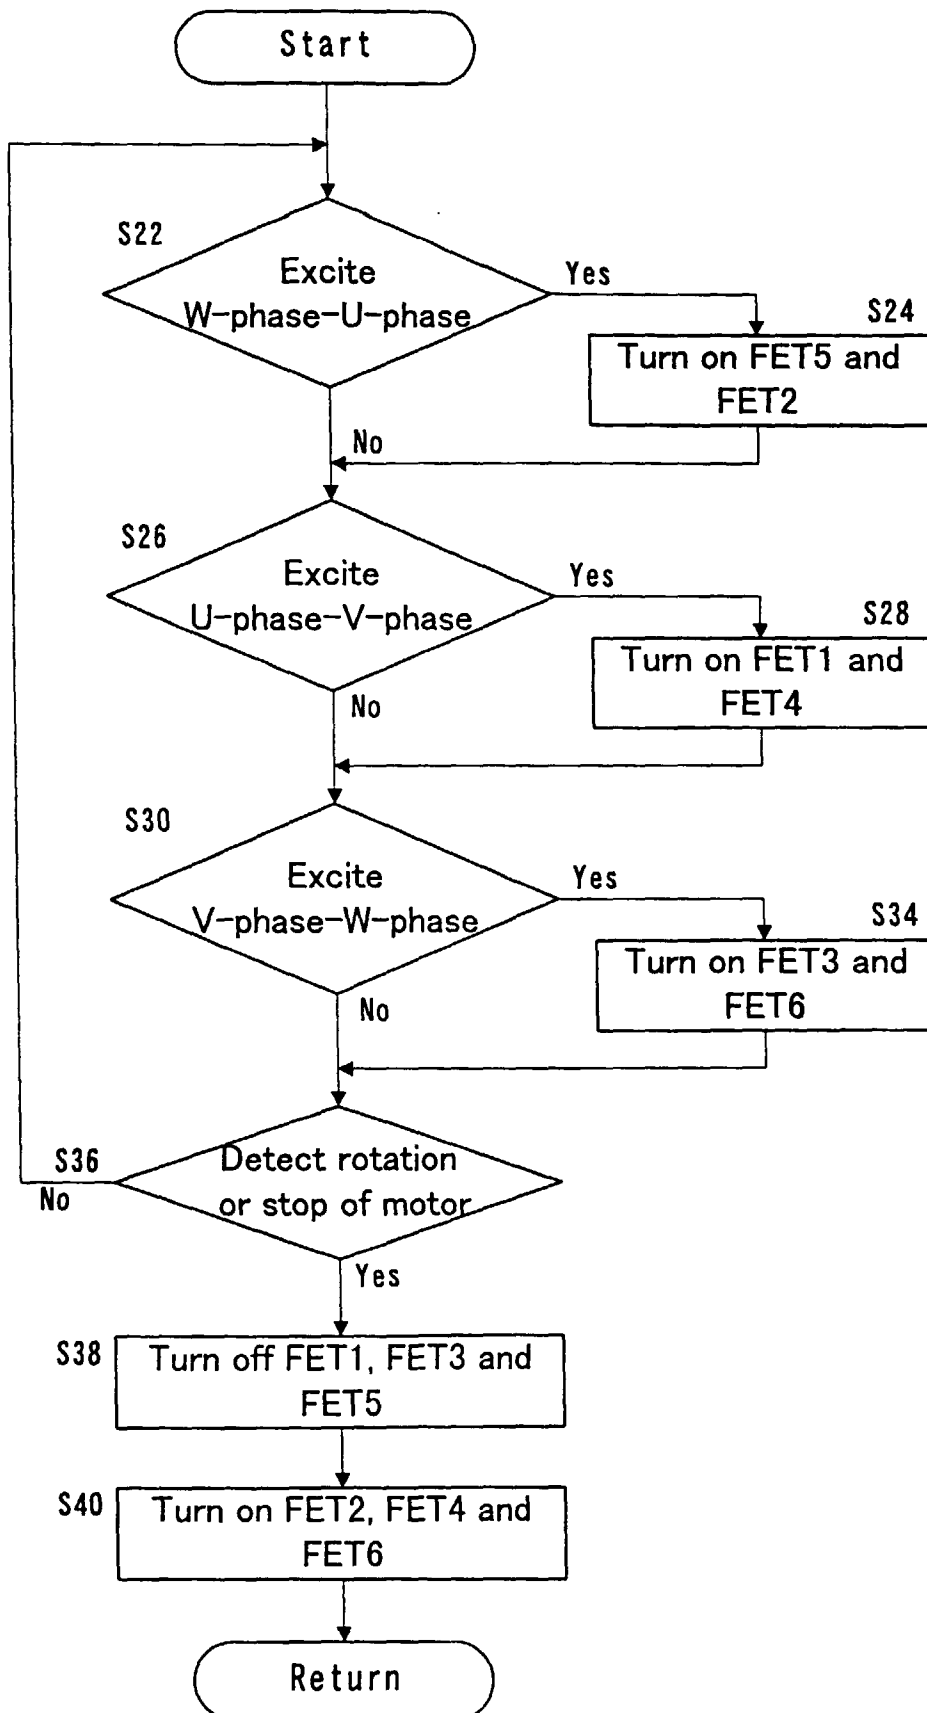 Start
S22
Excite
W-phase-U-phase
Yes
S24
Turn on FET5 and
FET2
No
S26
Excite
U-phase-V-phase
Yes
S28
Turn on FET1 and
FET4
No
S30
Excite
V-phase-W-phase
Yes
S34
Turn on FET3 and
FET6
No
S36
Detect rotation
or stop of motor
No
Yes
S38
Turn off FET1, FET3 and
FET5
S40
Turn on FET2, FET4 and
FET6
Return